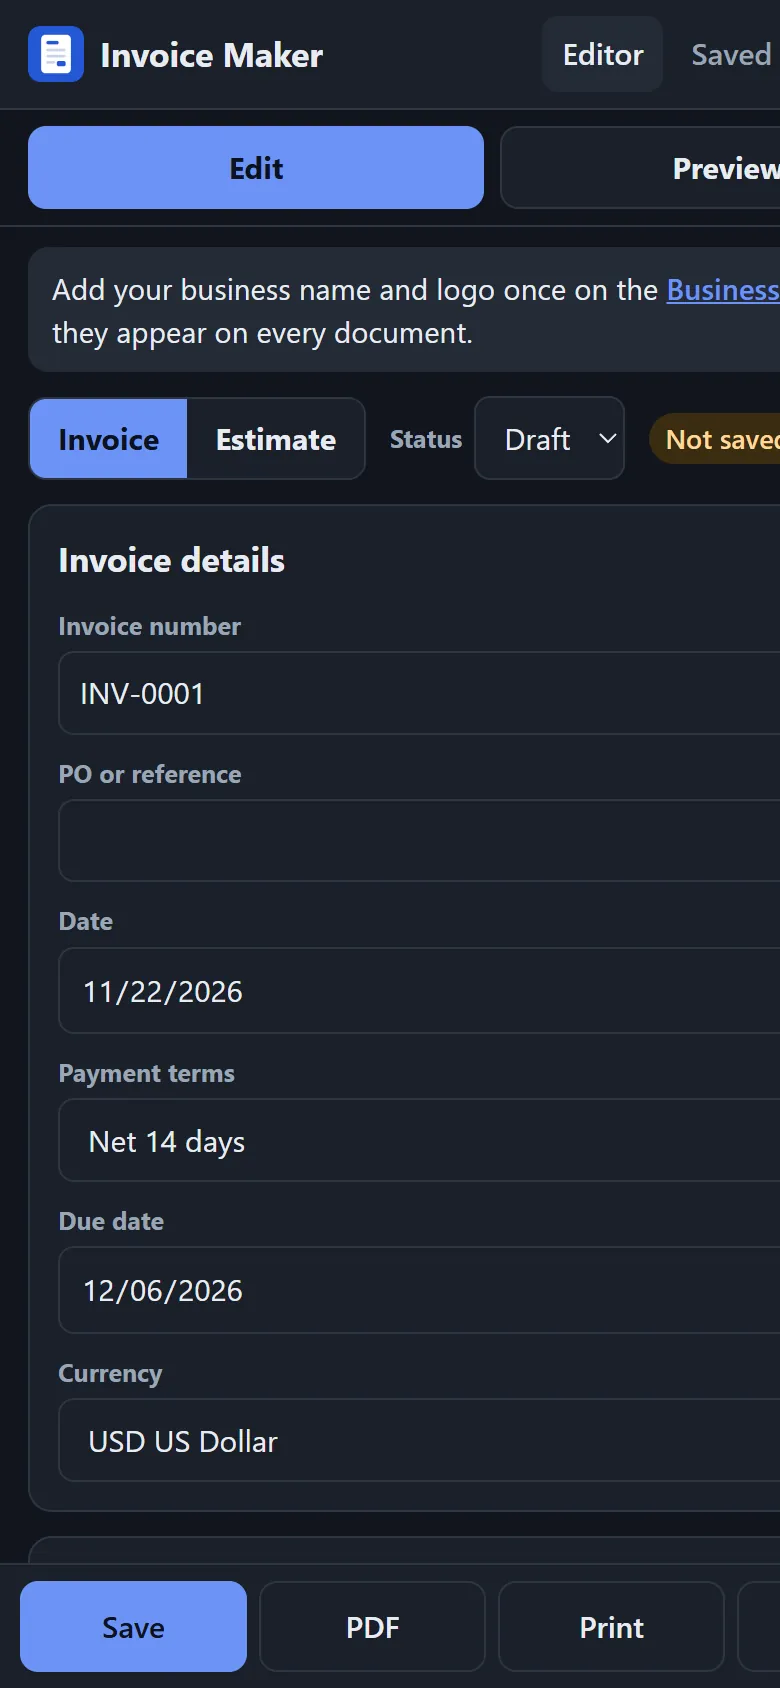 Invoice Maker
Editor
Saved
Edit
Preview
Add your business name and logo once on the Business
they appear on every document.
Invoice
Estimate
Status
Draft
Not saved
Invoice details
Invoice number
INV-0001
PO or reference
Date
11/22/2026
Payment terms
Net 14 days
Due date
12/06/2026
Currency
USD US Dollar
Save
PDF
Print